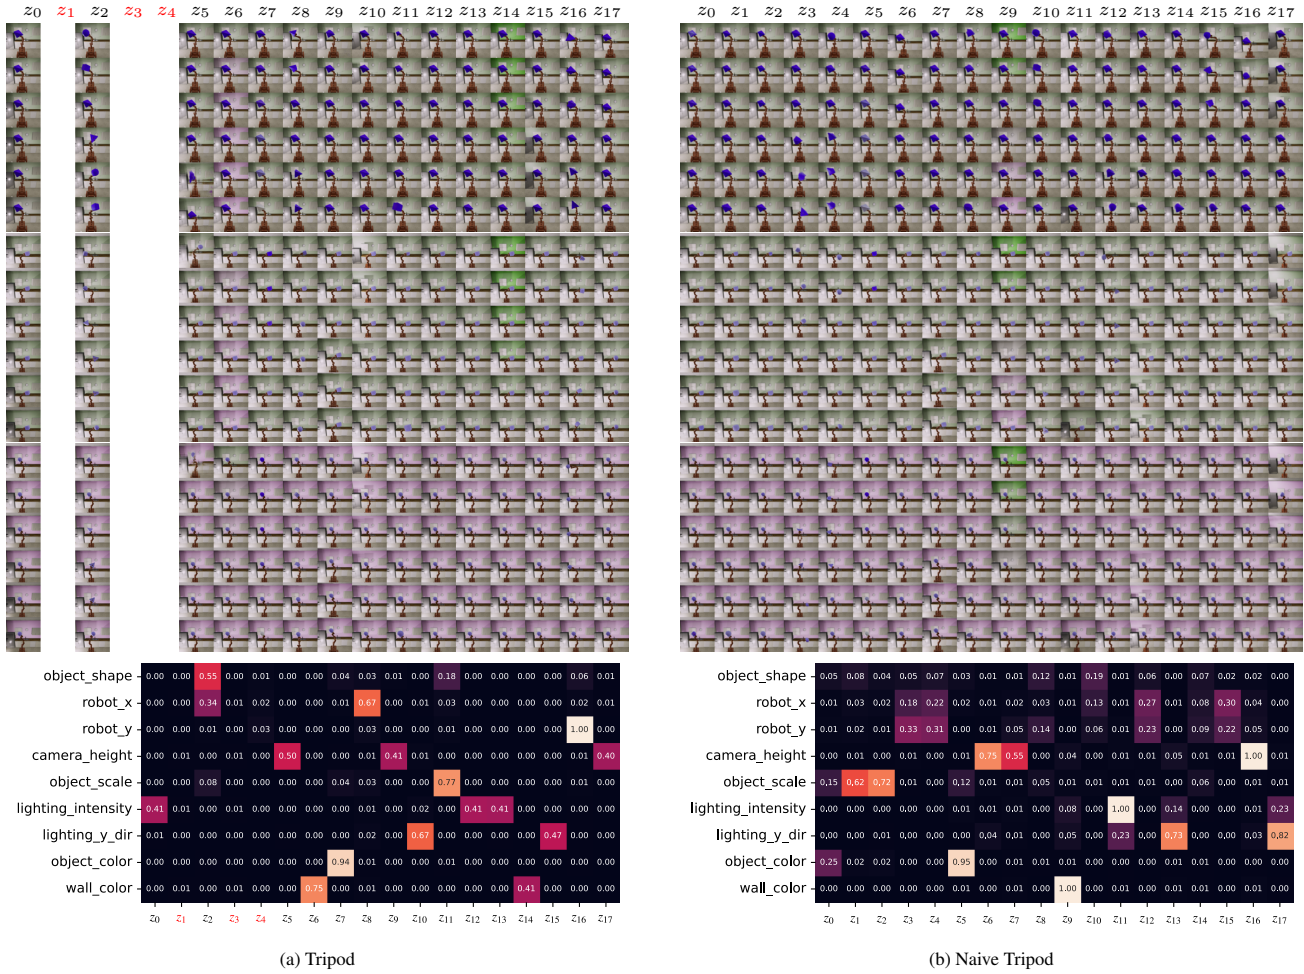 z0 z1 z2 z3 z4 z5 z6 z7 z8 z9 z10 z11 z12 z13 z14 z15 z16 z17
z0 z1 z2 z3 z4 z5 z6 z7 z8 z9 z10 z11 z12 z13 z14 z15 z16 z17
object_shape 0.00 0.00 0.55 0.01 0.01 0.00 0.00 0.04 0.03 0.01 0.00 0.18 0.00 0.00 0.00 0.00 0.06 0.01
robot_x 0.00 0.00 0.34 0.01 0.02 0.00 0.00 0.01 0.67 0.01 0.01 0.03 0.00 0.01 0.00 0.00 0.02 0.01
robot_y 0.00 0.00 0.01 0.00 0.03 0.00 0.00 0.00 0.03 0.00 0.00 0.01 0.00 0.00 0.00 0.00 1.00 0.00
camera_height 0.00 0.01 0.00 0.01 0.00 0.50 0.00 0.00 0.01 0.41 0.00 0.01 0.00 0.00 0.00 0.00 0.00 0.40
object_scale 0.00 0.00 0.08 0.00 0.01 0.00 0.00 0.04 0.03 0.00 0.00 0.77 0.00 0.00 0.00 0.00 0.01 0.00
lighting_intensity 0.41 0.01 0.00 0.00 0.00 0.00 0.00 0.00 0.01 0.00 0.02 0.00 0.41 0.41 0.00 0.01 0.00 0.00
lighting_y_dir 0.01 0.00 0.00 0.00 0.00 0.00 0.00 0.00 0.02 0.00 0.67 0.00 0.00 0.01 0.00 0.47 0.00 0.00
object_color 0.00 0.01 0.00 0.00 0.00 0.00 0.00 0.94 0.01 0.00 0.00 0.00 0.00 0.00 0.00 0.00 0.00 0.00
wall_color 0.00 0.01 0.00 0.01 0.00 0.00 0.75 0.00 0.01 0.00 0.00 0.00 0.00 0.00 0.41 0.00 0.00 0.00
z0 z1 z2 z3 z4 z5 z6 z7 z8 z9 z10 z11 z12 z13 z14 z15 z16 z17
(a) Tripod
object_shape 0.05 0.08 0.04 0.05 0.07 0.03 0.01 0.02 0.12 0.01 0.19 0.01 0.06 0.00 0.07 0.02 0.02 0.00
robot_x 0.01 0.03 0.02 0.18 0.22 0.01 0.02 0.03 0.02 0.01 0.13 0.01 0.27 0.01 0.08 0.30 0.04 0.00
robot_y 0.01 0.02 0.01 0.33 0.31 0.01 0.00 0.05 0.14 0.00 0.06 0.01 0.23 0.00 0.09 0.22 0.05 0.01
camera_height 0.00 0.01 0.00 0.01 0.00 0.00 0.75 0.55 0.01 0.01 0.01 0.01 0.04 0.05 0.01 0.00 1.00 0.01
object_scale 0.15 0.62 0.72 0.01 0.00 0.12 0.00 0.01 0.05 0.00 0.01 0.01 0.04 0.00 0.06 0.01 0.00 0.00
lighting_intensity 0.00 0.00 0.00 0.00 0.01 0.01 0.01 0.00 0.00 0.08 0.00 1.00 0.00 0.14 0.00 0.00 0.01 0.23
lighting_y_dir 0.00 0.01 0.00 0.01 0.00 0.00 0.04 0.01 0.00 0.05 0.01 0.23 0.01 0.73 0.00 0.00 0.03 0.82
object_color 0.25 0.02 0.02 0.00 0.01 0.95 0.00 0.01 0.01 0.00 0.01 0.00 0.01 0.00 0.01 0.01 0.00 0.00
wall_color 0.00 0.01 0.00 0.00 0.00 0.00 0.00 0.01 0.00 1.00 0.00 0.00 0.00 0.01 0.00 0.00 0.01 0.00
z0 z1 z2 z3 z4 z5 z6 z7 z8 z9 z10 z11 z12 z13 z14 z15 z16 z17
(b) Naive Tripod